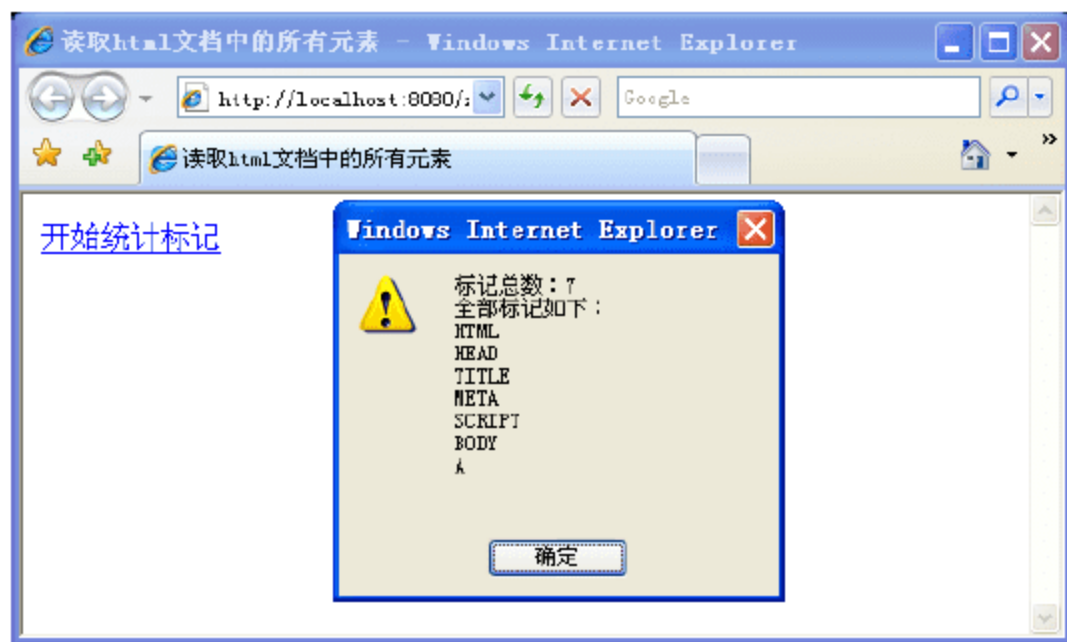 读取html文档中的所有元素 - Windows Internet Explorer
http://localhost:8080/
Google
读取html文档中的所有元素
»
开始统计标记
Windows Internet Explorer
标记总数：7
全部标记如下：
HTML
HEAD
TITLE
META
SCRIPT
BODY
A
确定